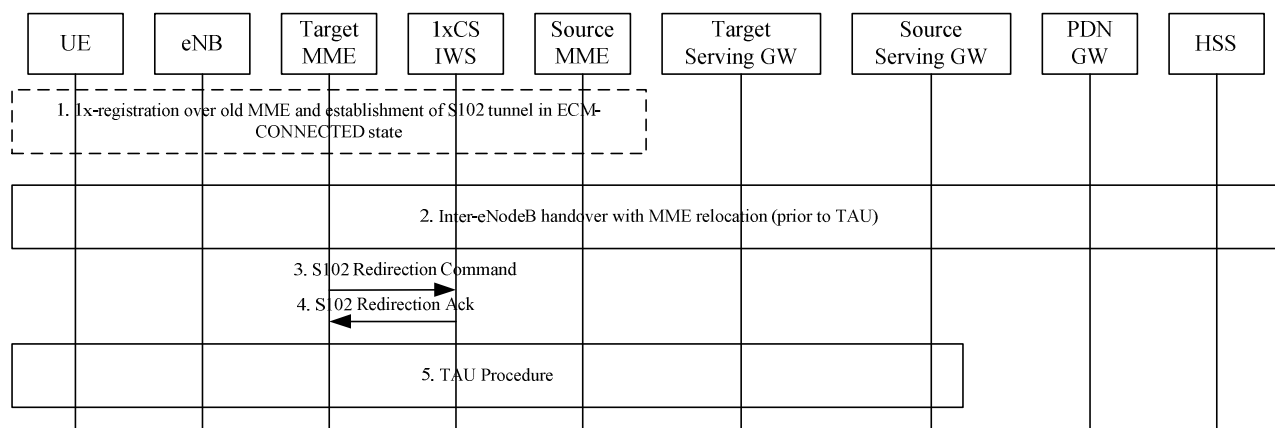 UE
eNB
Target
MME
1xCS
IWS
Source
MME
Target
Serving GW
Source
Serving GW
PDN
GW
HSS
1. 1x-registration over old MME and establishment of S102 tunnel in ECM-
CONNECTED state
2. Inter-eNodeB handover with MME relocation (prior to TAU)
3. S102 Redirection Command
4. S102 Redirection Ack
5. TAU Procedure